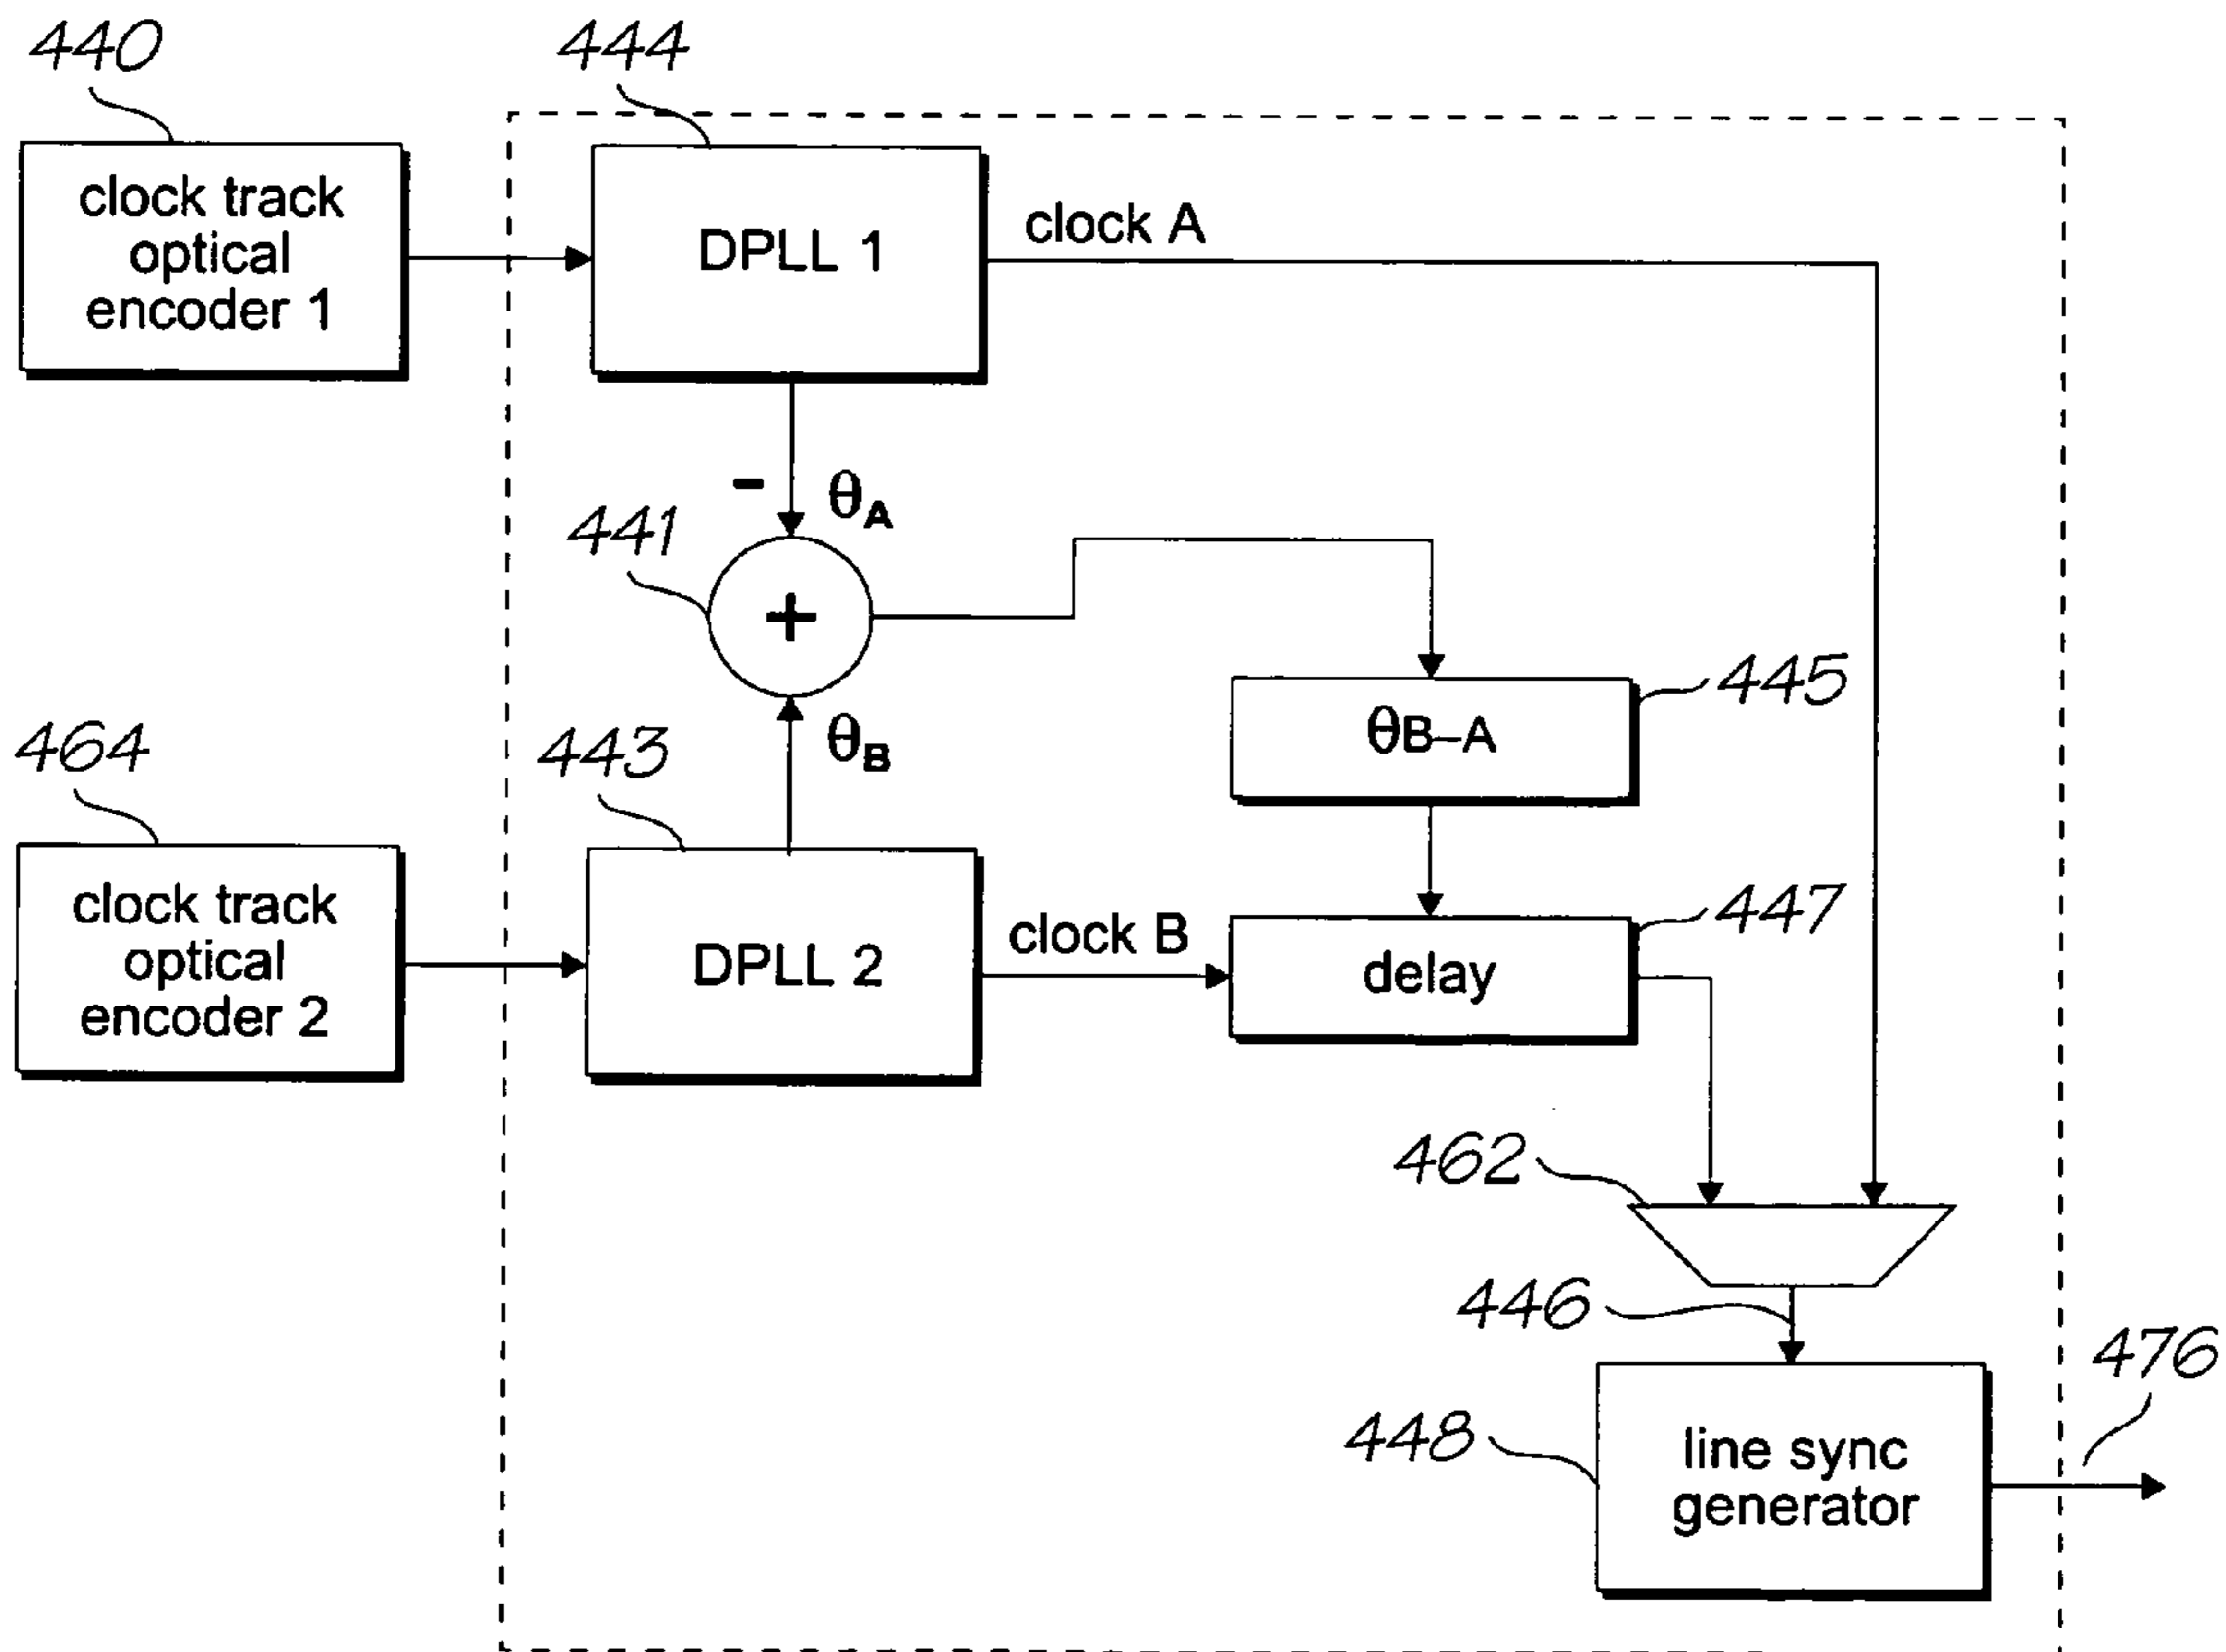 440
444
clock track
optical
encoder 1
DPLL 1
clock A
- θA
441
+
445
θB–A
464
443
θB
clock track
optical
encoder 2
DPLL 2
clock B
447
delay
462
446
476
448
line sync
generator